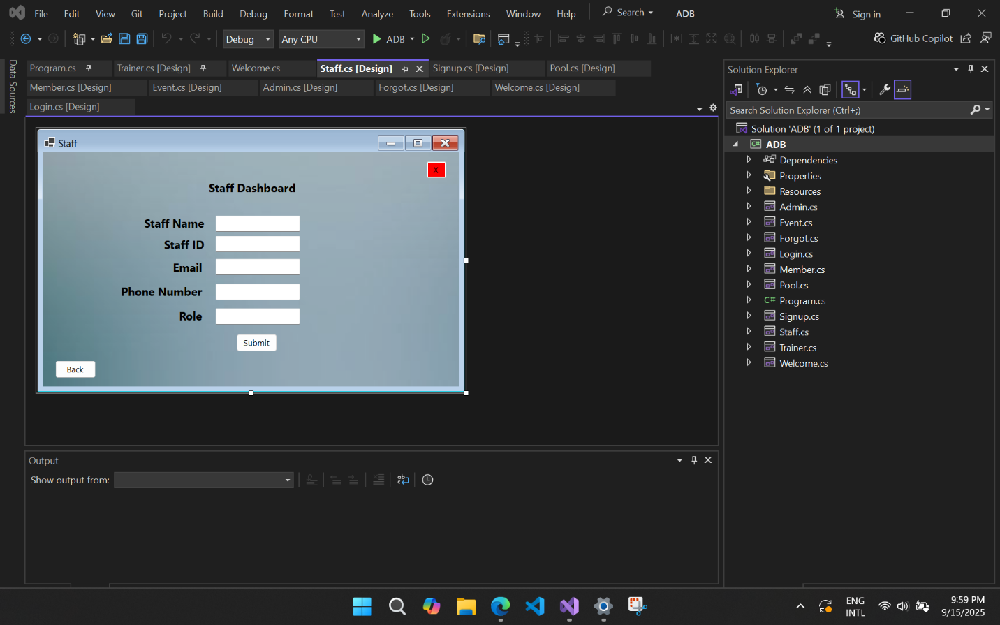 File Edit View Git Project Build Debug Format Test Analyze Tools Extensions Window Help Search ADB Sign in
Debug Any CPU ADB GitHub Copilot
Data Sources
Program.cs Trainer.cs [Design] Welcome.cs Staff.cs [Design] Signup.cs [Design] Pool.cs [Design]
Member.cs [Design] Event.cs [Design] Admin.cs [Design] Forgot.cs [Design] Welcome.cs [Design]
Login.cs [Design]
Staff
X
Staff Dashboard
Staff Name
Staff ID
Email
Phone Number
Role
Submit
Back
Output
Show output from:
Solution Explorer
Search Solution Explorer (Ctrl+;)
Solution 'ADB' (1 of 1 project)
C# ADB
Dependencies
Properties
Resources
Admin.cs
Event.cs
Forgot.cs
Login.cs
Member.cs
Pool.cs
C# Program.cs
Signup.cs
Staff.cs
Trainer.cs
Welcome.cs
ENG
INTL
9:59 PM
9/15/2025